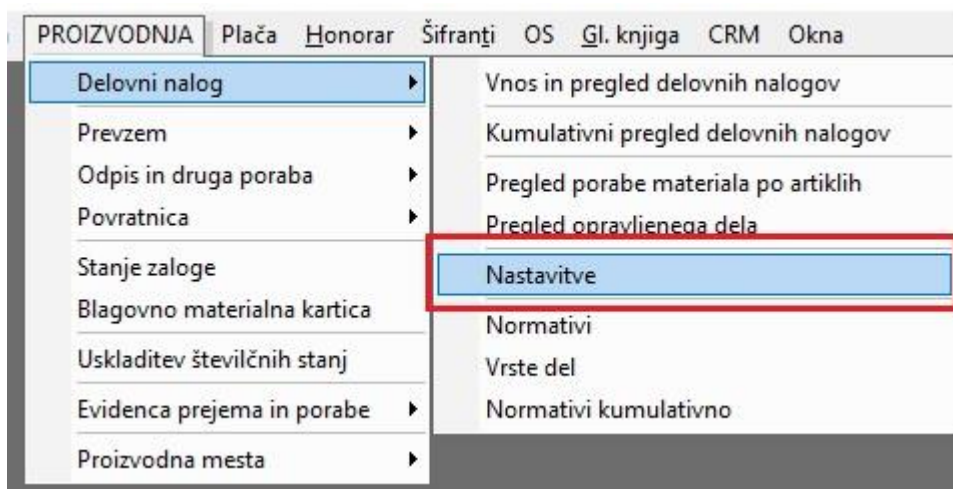 PROIZVODNJA Plača Honorar Šifranti OS Gl. knjiga CRM Okna
Delovni nalog
Prevzem
Odpis in druga poraba
Povratnica
Stanje zaloge
Blagovno materialna kartica
Uskladitev številčnih stanj
Evidenca prejema in porabe
Proizvodna mesta
Vnos in pregled delovnih nalogov
Kumulativni pregled delovnih nalogov
Pregled porabe materiala po artiklih
Pregled opravljenega dela
Nastavitve
Normativi
Vrste del
Normativi kumulativno